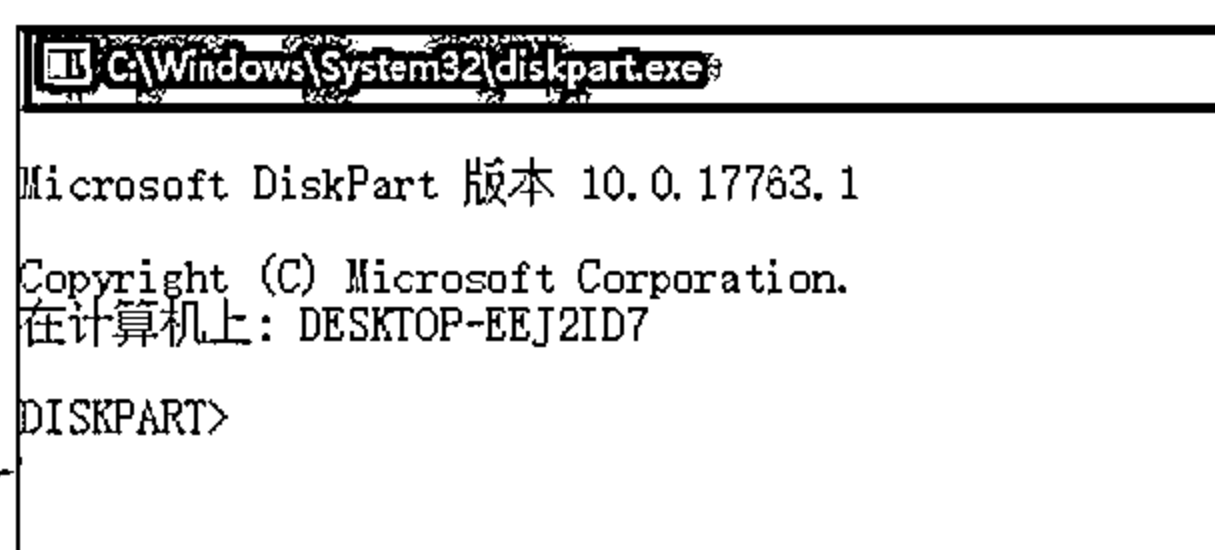 C:\Windows\System32\diskpart.exe
Microsoft DiskPart 版本 10.0.17763.1
Copyright (C) Microsoft Corporation.
在计算机上: DESKTOP-EEJ2ID7
DISKPART>